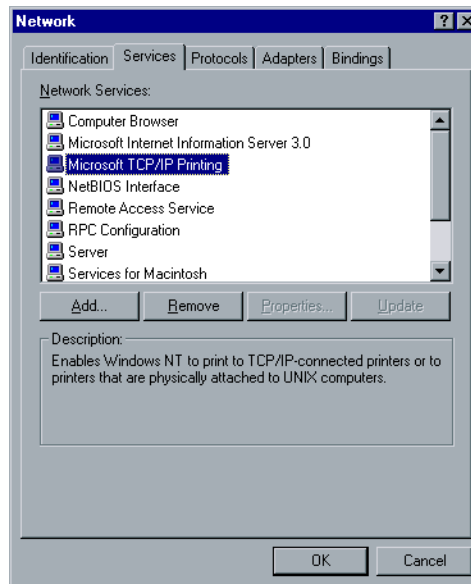 Network
Identification Services Protocols Adapters Bindings
Network Services:
Computer Browser
Microsoft Internet Information Server 3.0
Microsoft TCP/IP Printing
NetBIOS Interface
Remote Access Service
RPC Configuration
Server
Services for Macintosh
Add... Remove Properties... Update
Description:
Enables Windows NT to print to TCP/IP-connected printers or to
printers that are physically attached to UNIX computers.
OK Cancel